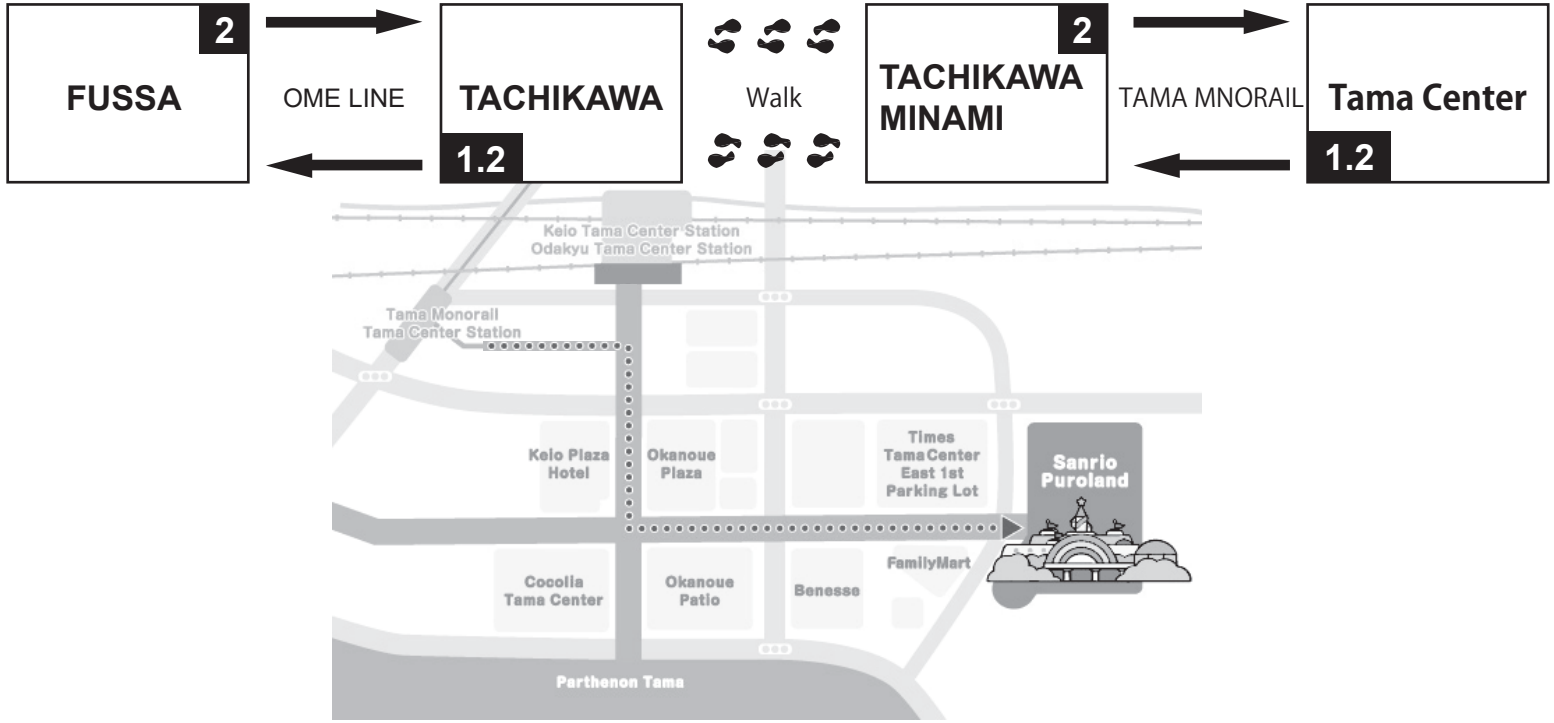 2
FUSSA
OME LINE
TACHIKAWA
1.2
Walk
2
TACHIKAWA
MINAMI
TAMA MNORAIL
Tama Center
1.2
Keio Tama Center Station
Odakyu Tama Center Station
Tama Monorail
Tama Center Station
Keio Plaza
Hotel
Okanoue
Plaza
Times
TamaCenter
East 1st
Parking Lot
Sanrio
Puroland
Cocolia
Tama Center
Okanoue
Patio
Benesse
FamilyMart
Parthenon Tama